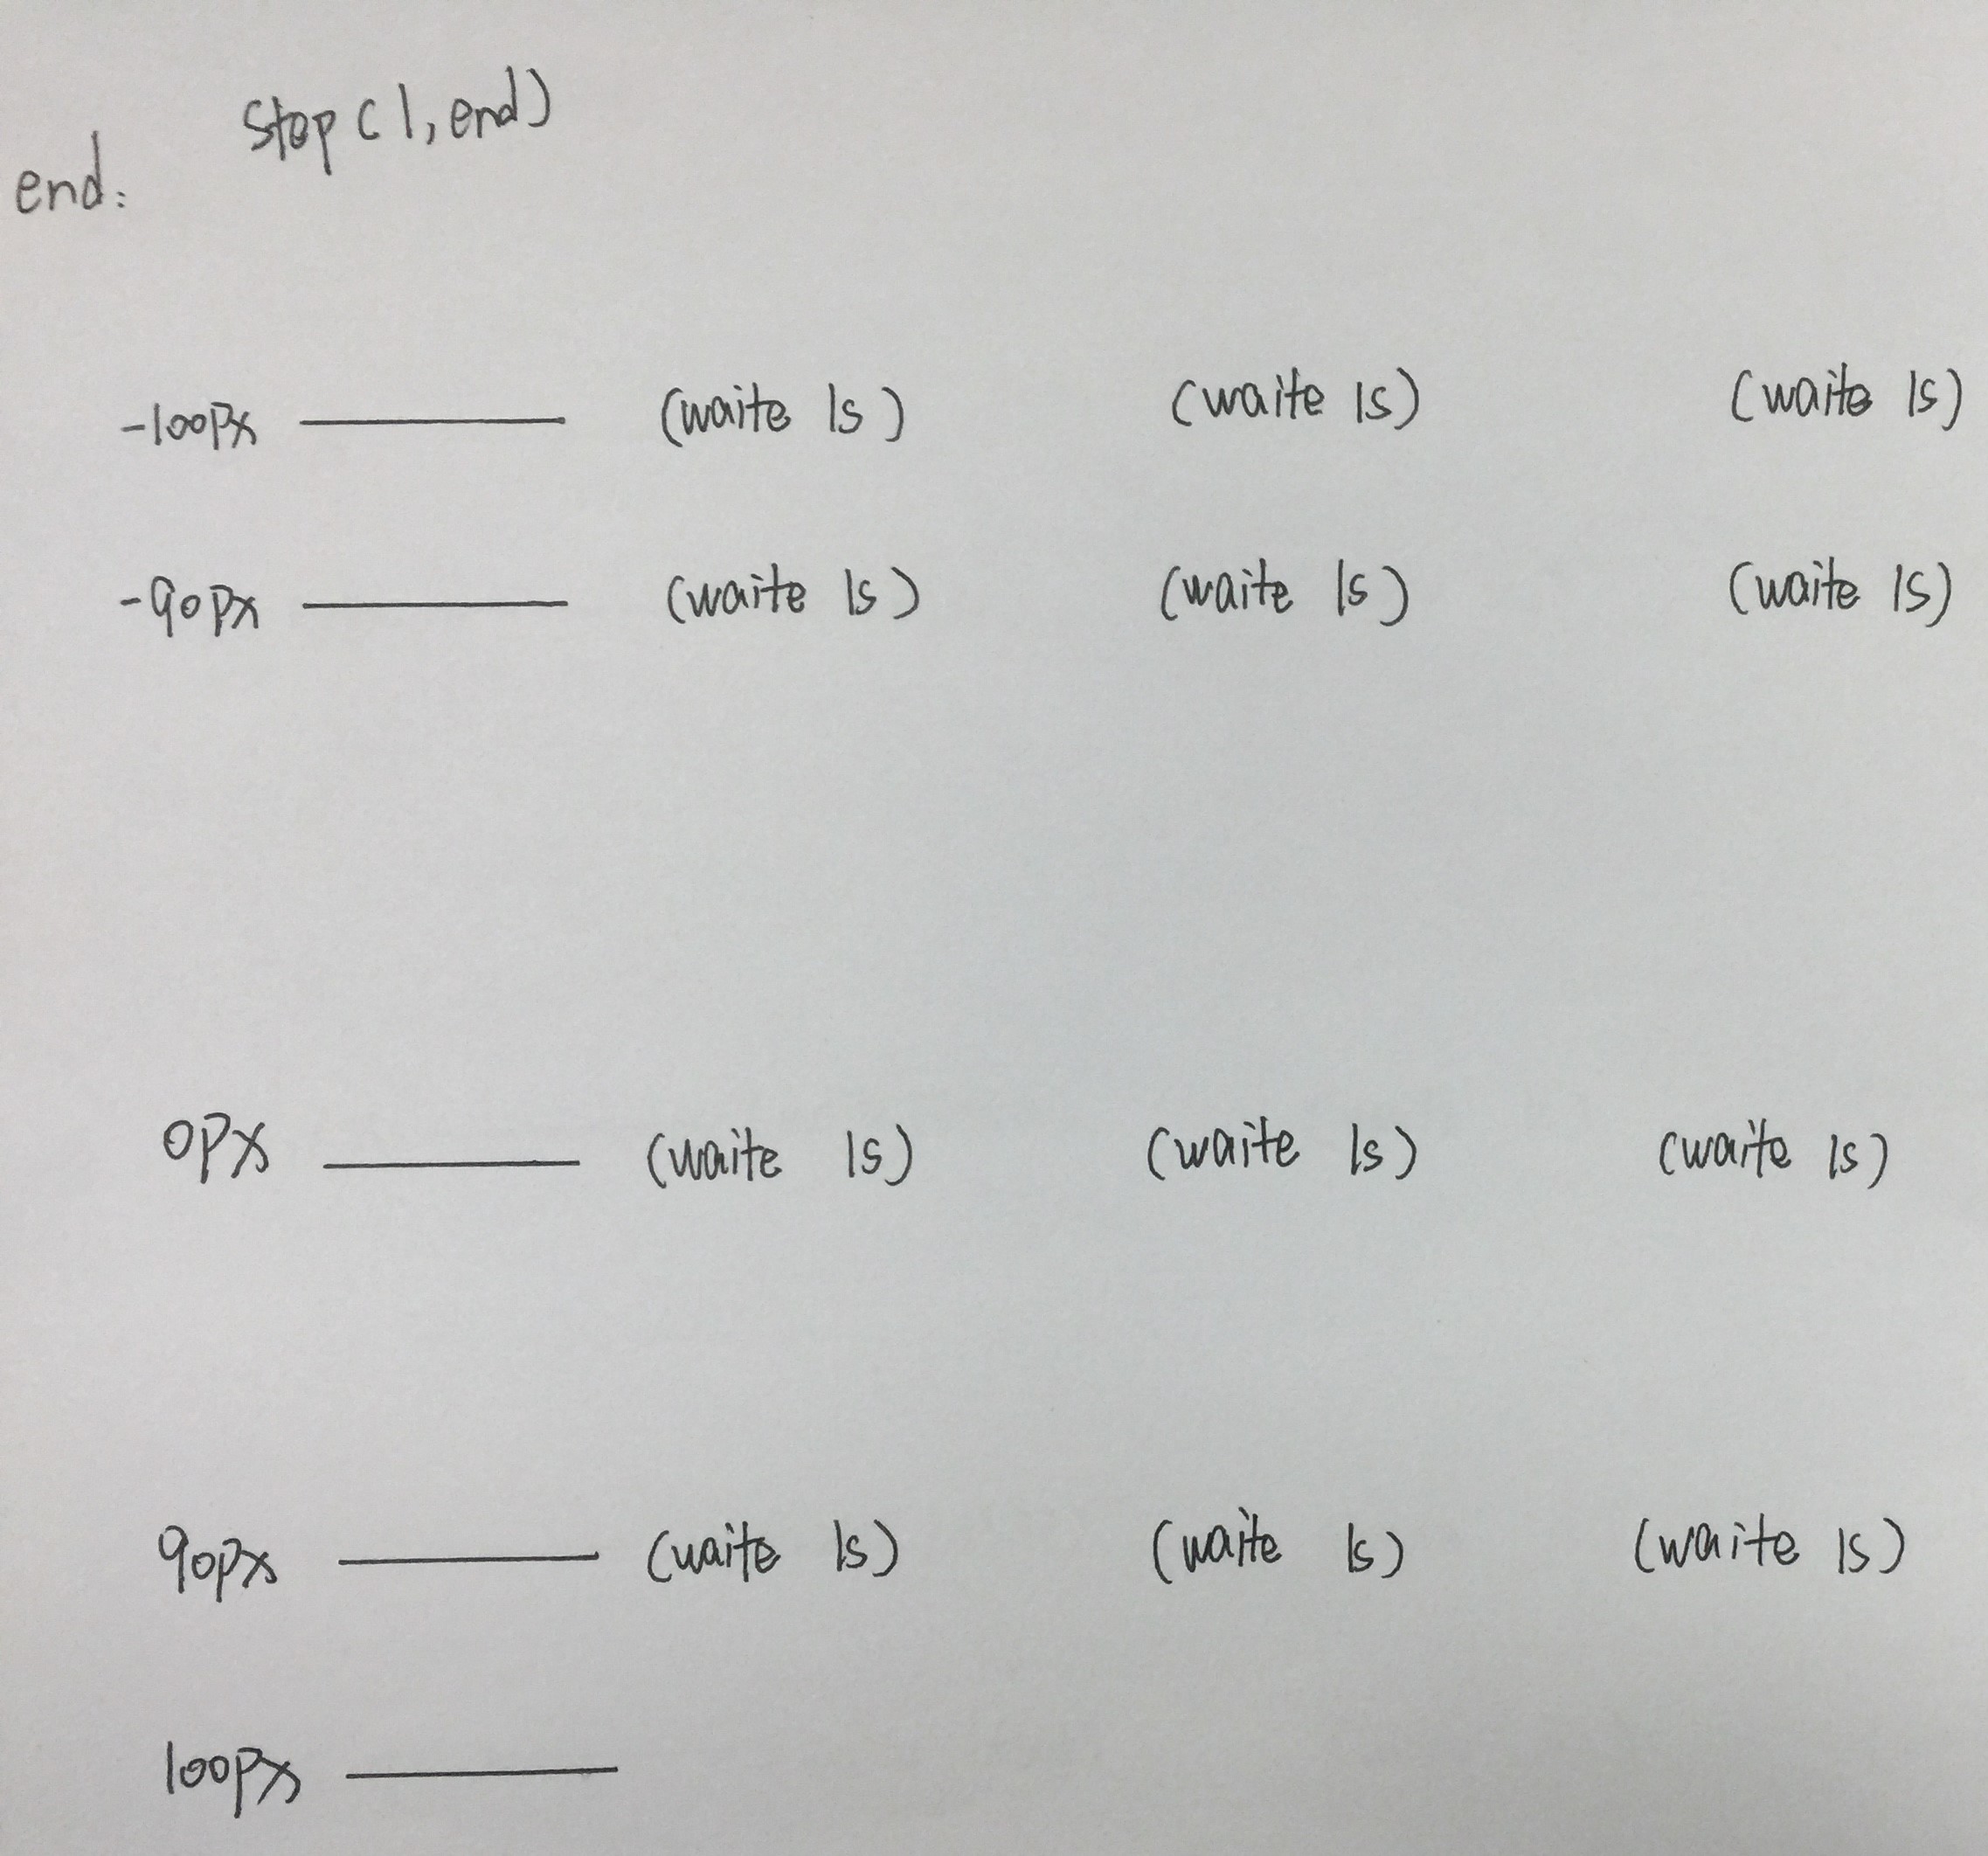 Stop(1,end)
end:
-100px —— (waite 1s) (waite 1s) (waite 1s)
-90px —— (waite 1s) (waite 1s) (waite 1s)
0px —— (waite 1s) (waite 1s) (waite 1s)
90px —— (waite 1s) (waite 1s) (waite 1s)
100px ——